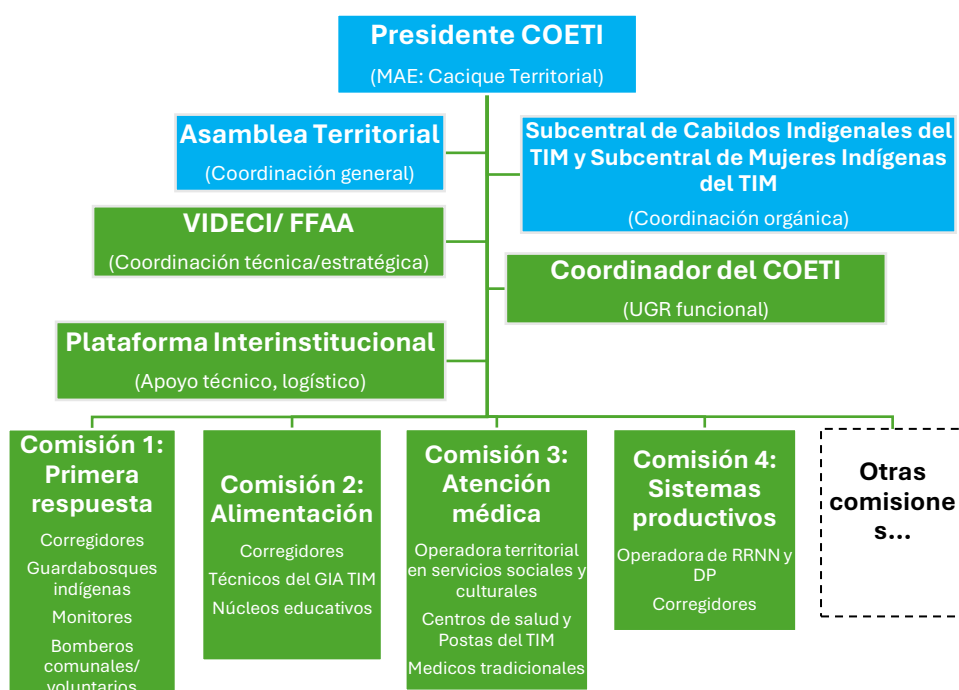 Presidente COETI
(MAE: Cacique Territorial)
Asamblea Territorial
(Coordinación general)
Subcentral de Cabildos Indigenales del
TIM y Subcentral de Mujeres Indígenas
del TIM
(Coordinación orgánica)
VIDECI/ FFAA
(Coordinación técnica/estratégica)
Coordinador del COETI
(UGR funcional)
Plataforma Interinstitucional
(Apoyo técnico, logístico)
Comisión 1:
Primera
respuesta
Corregidores
Guardabosques
indígenas
Monitores
Bomberos
comunales/
voluntarios
Comisión 2:
Alimentación
Corregidores
Técnicos del GIA TIM
Núcleos educativos
Comisión 3:
Atención
médica
Operadora territorial
en servicios sociales y
culturales
Centros de salud y
Postas del TIM
Medicos tradicionales
Comisión 4:
Sistemas
productivos
Operadora de RRNN y
DP
Corregidores
Otras
comisione
s...